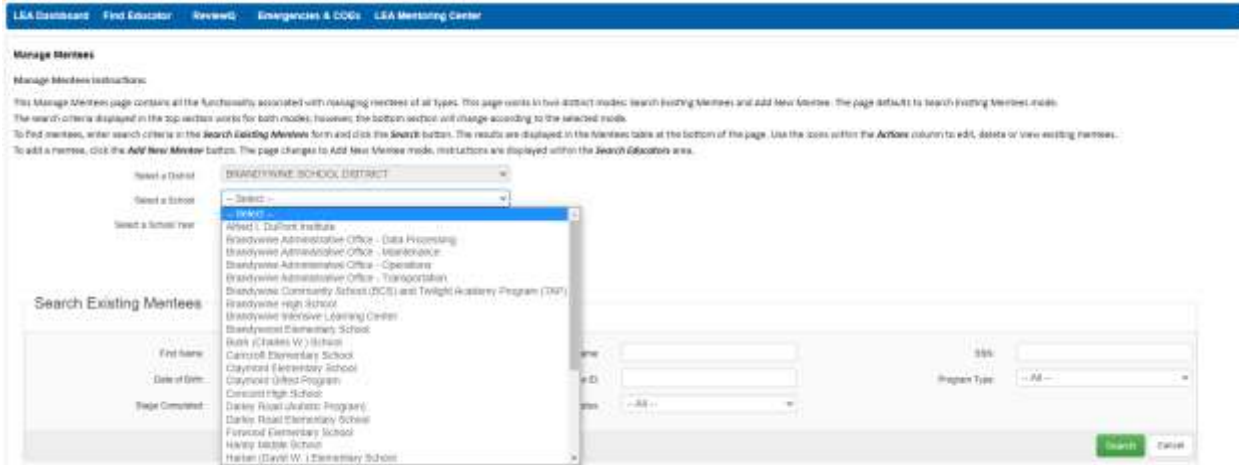 LEA Dashboard Find Educator ReviewQ Emergencies & COEs LEA Mentoring Center
Manage Mentees
Manage Mentees Instructions:
This Manage Mentees page contains all the functionality associated with managing mentees of all types. This page works in two distinct modes: Search Existing Mentees and Add New Mentee. The page defaults to Search Existing Mentees mode.
The search criteria displayed in the top section works for both modes; however, the bottom section will change according to the selected mode.
To find mentees, enter search criteria in the Search Existing Mentees form and click the Search button. The results are displayed in the Mentees table at the bottom of the page. Use the icons within the Actions column to edit, delete or view existing mentees.
To add a mentee, click the Add New Mentee button. The page changes to Add New Mentee mode. Instructions are displayed within the Search Educators area.
Select a District BRANDYWINE SCHOOL DISTRICT
Select a School -- Select --
Select a School Year
-- Select --
Alfred I. DuPont Institute
Brandywine Administrative Office - Data Processing
Brandywine Administrative Office - Maintenance
Brandywine Administrative Office - Operations
Brandywine Administrative Office - Transportation
Brandywine Community School (BCS) and Twilight Academy Program (TAP)
Brandywine High School
Brandywine Intensive Learning Center
Brandywood Elementary School
Bush (Charles W.) School
Carrcroft Elementary School
Claymont Elementary School
Claymont Gifted Program
Concord High School
Darley Road (Autistic Program)
Darley Road Elementary School
Forwood Elementary School
Hanby Middle School
Harlan (David W.) Elementary School
Search Existing Mentees
First Name ame SSN:
Date of Birth e ID: Program Type: -- All --
Stage Completed: -- All --
Search Cancel